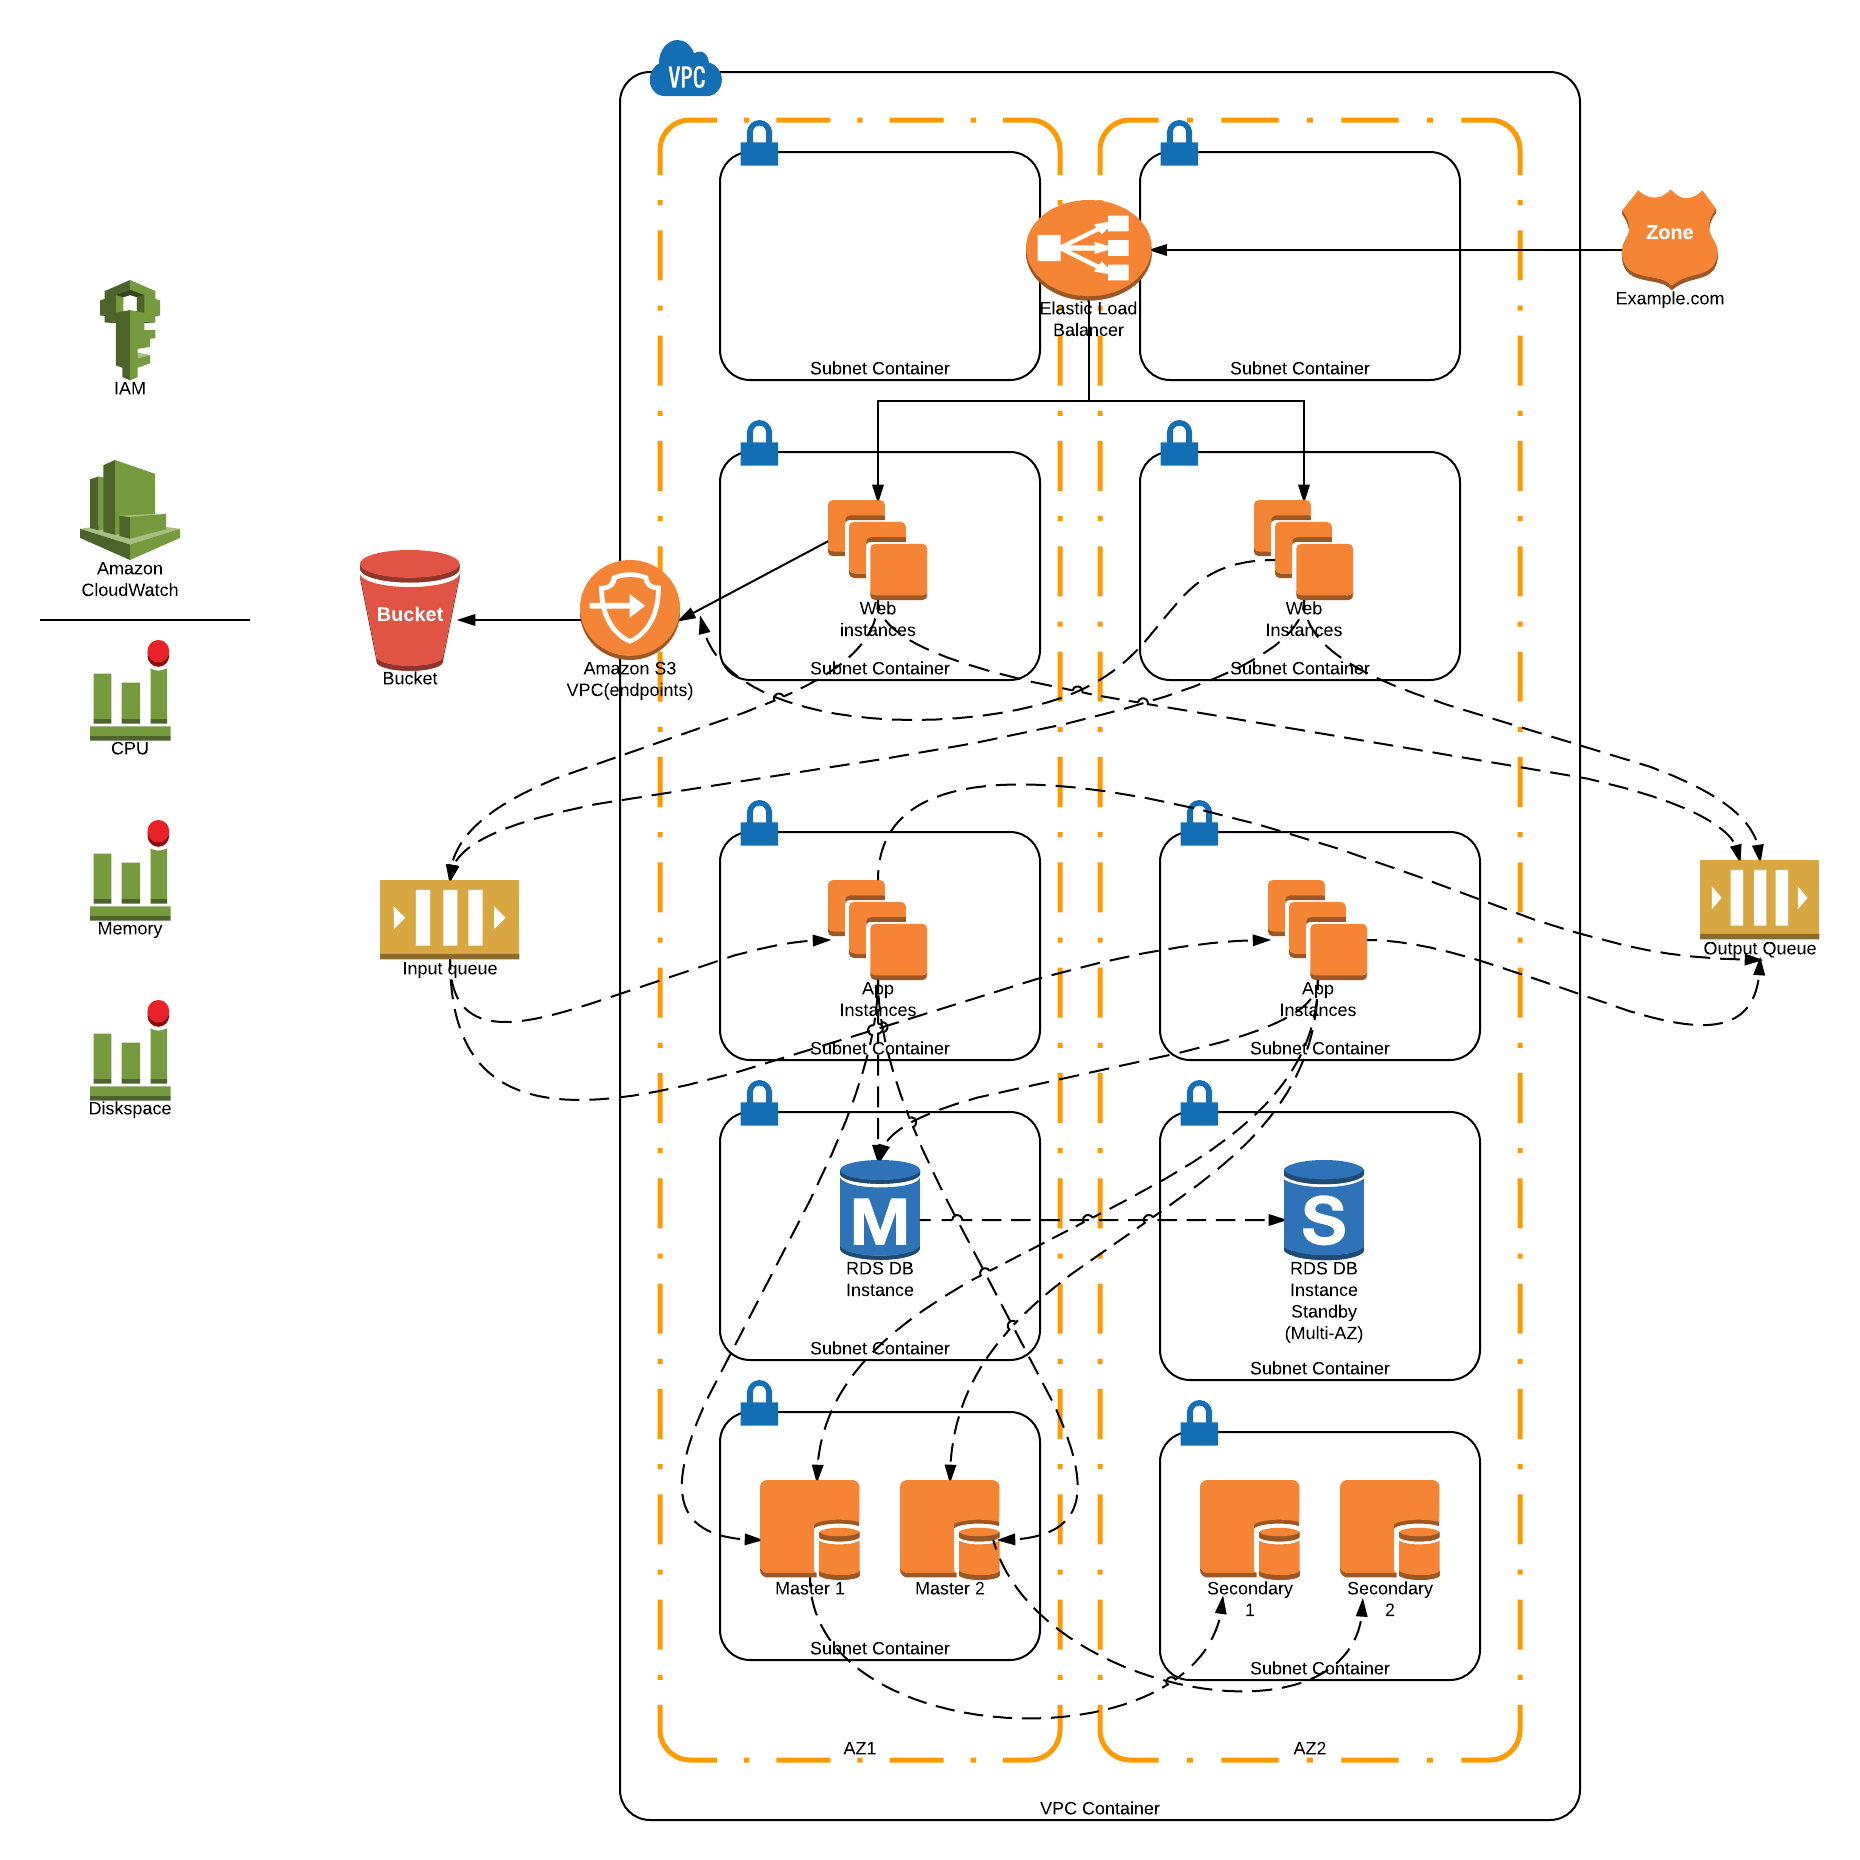 VPC
Zone
Example.com
Elastic Load
Balancer
Subnet Container
Subnet Container
IAM
Amazon
CloudWatch
Bucket
Bucket
Amazon S3
VPC(endpoints)
Web
instances
Subnet Container
Web
Instances
Subnet Container
CPU
Memory
Diskspace
Input queue
Output Queue
App
Instances
Subnet Container
App
Instances
Subnet Container
M
RDS DB
Instance
Subnet Container
S
RDS DB
Instance
Standby
(Multi-AZ)
Subnet Container
Master 1
Master 2
Subnet Container
Secondary
1
Secondary
2
Subnet Container
AZ1
AZ2
VPC Container